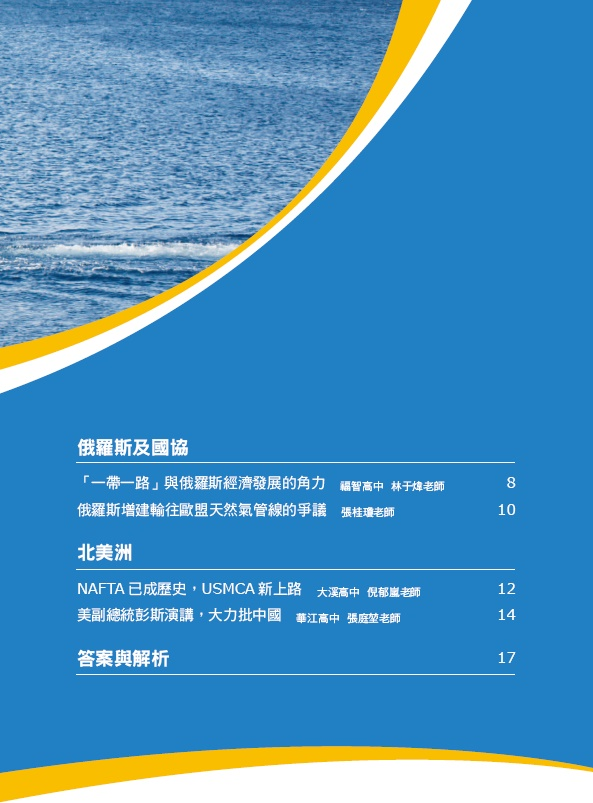 俄羅斯及國協
「一帶一路」與俄羅斯經濟發展的角力 福智高中 林于煒老師 8
俄羅斯增建輸往歐盟天然氣管線的爭議 張桂瓊老師 10
北美洲
NAFTA 已成歷史，USMCA 新上路 大溪高中 倪郁嵐老師 12
美副總統彭斯演講，大力批中國 華江高中 張庭堃老師 14
答案與解析 17